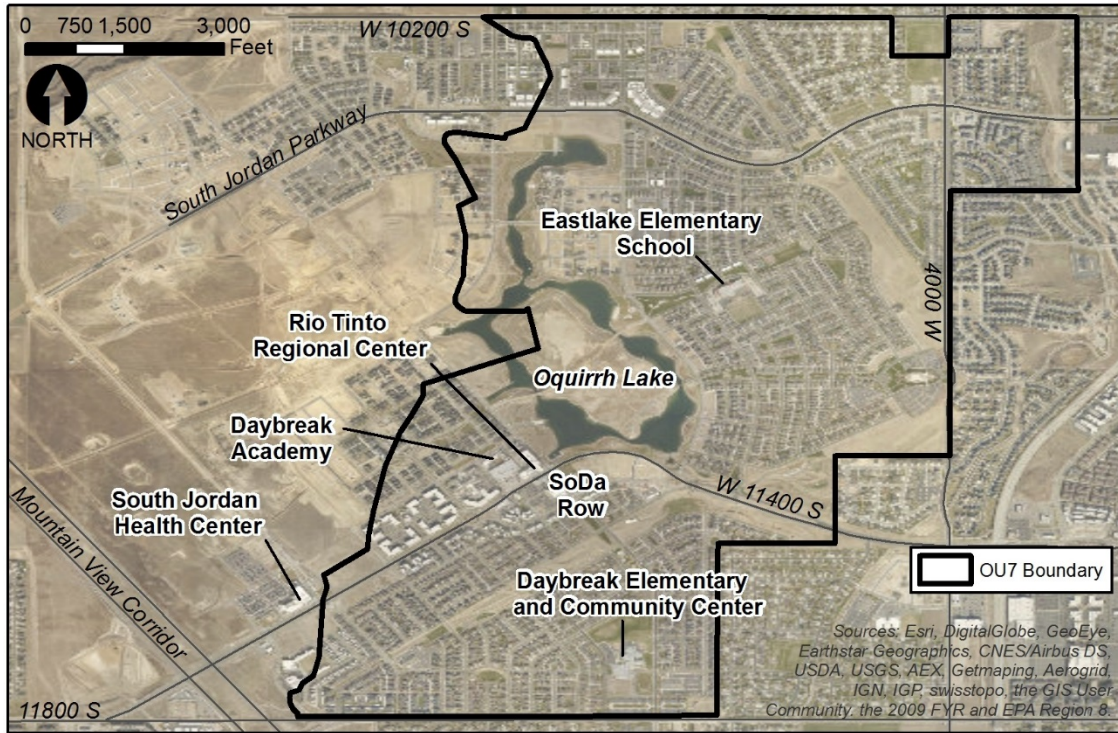 0 750 1,500 3,000
Feet
W 10200 S
NORTH
South Jordan Parkway
Eastlake Elementary
School
4000 W
Rio Tinto
Regional Center
Oquirrh Lake
Daybreak
Academy
South Jordan
Health Center
SoDa
Row
W 11400 S
Mountain View Corridor
Daybreak Elementary
and Community Center
OU7 Boundary
11800 S
Sources: Esri, DigitalGlobe, GeoEye,
Earthstar Geographics, CNES/Airbus DS,
USDA, USGS, AEX, Getmaping, Aerogrid,
IGN, IGP, swisstopo, the GIS User
Community. the 2009 FYR and EPA Region 8.